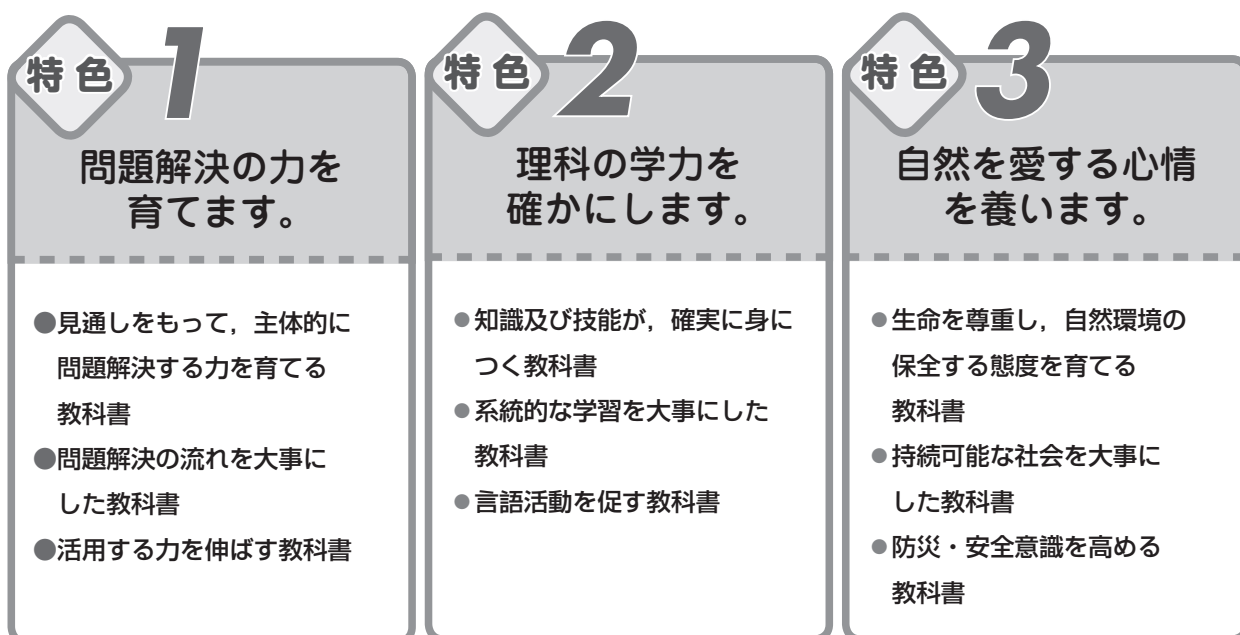 特色 1
問題解決の力を
育てます。
●見通しをもって，主体的に
問題解決する力を育てる
教科書
●問題解決の流れを大事に
した教科書
●活用する力を伸ばす教科書
特色 2
理科の学力を
確かにします。
●知識及び技能が，確実に身に
つく教科書
●系統的な学習を大事にした
教科書
●言語活動を促す教科書
特色 3
自然を愛する心情
を養います。
●生命を尊重し，自然環境の
保全する態度を育てる
教科書
●持続可能な社会を大事に
した教科書
●防災・安全意識を高める
教科書